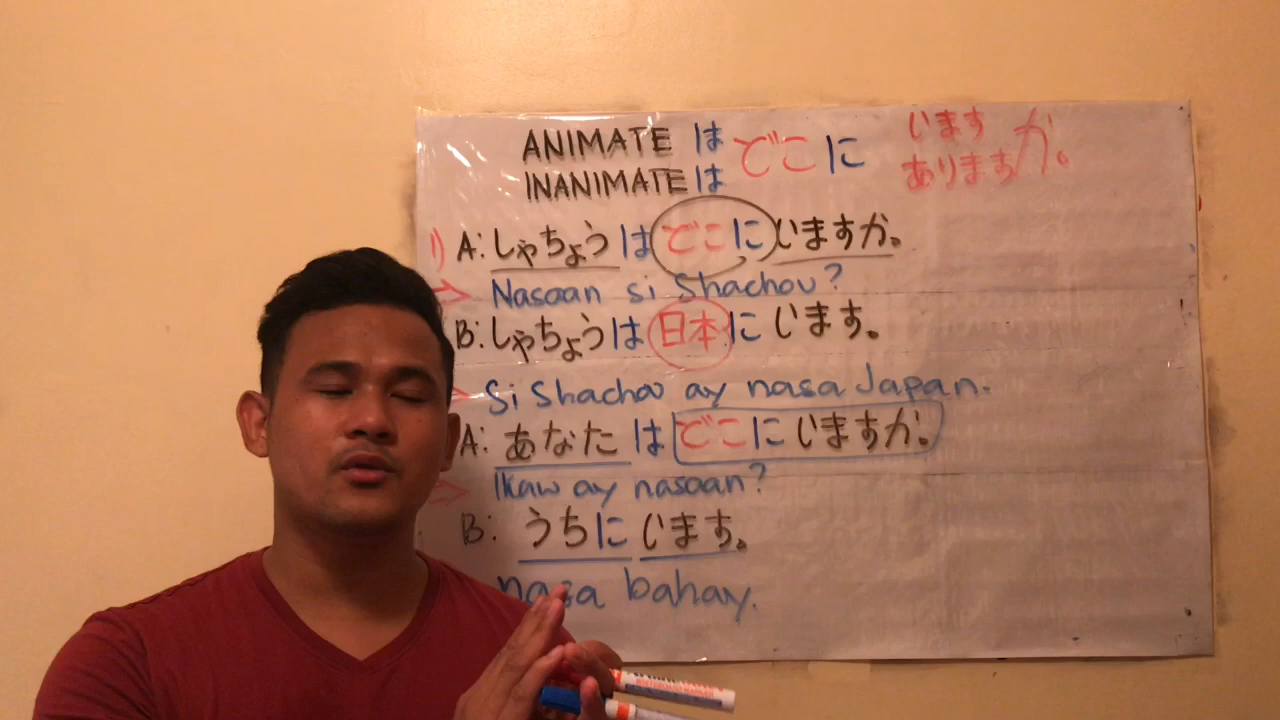 ANIMATE は どこ に います か。
INANIMATE は あります
1) A: しゃちょう は どこ に いますか。
→ Nasaan si Shachou?
B: しゃちょう は 日本 に います。
Si Shachou ay nasa Japan.
A: あなた は どこ に いますか。
→ Ikaw ay nasaan?
B: うち に います。
nasa bahay.